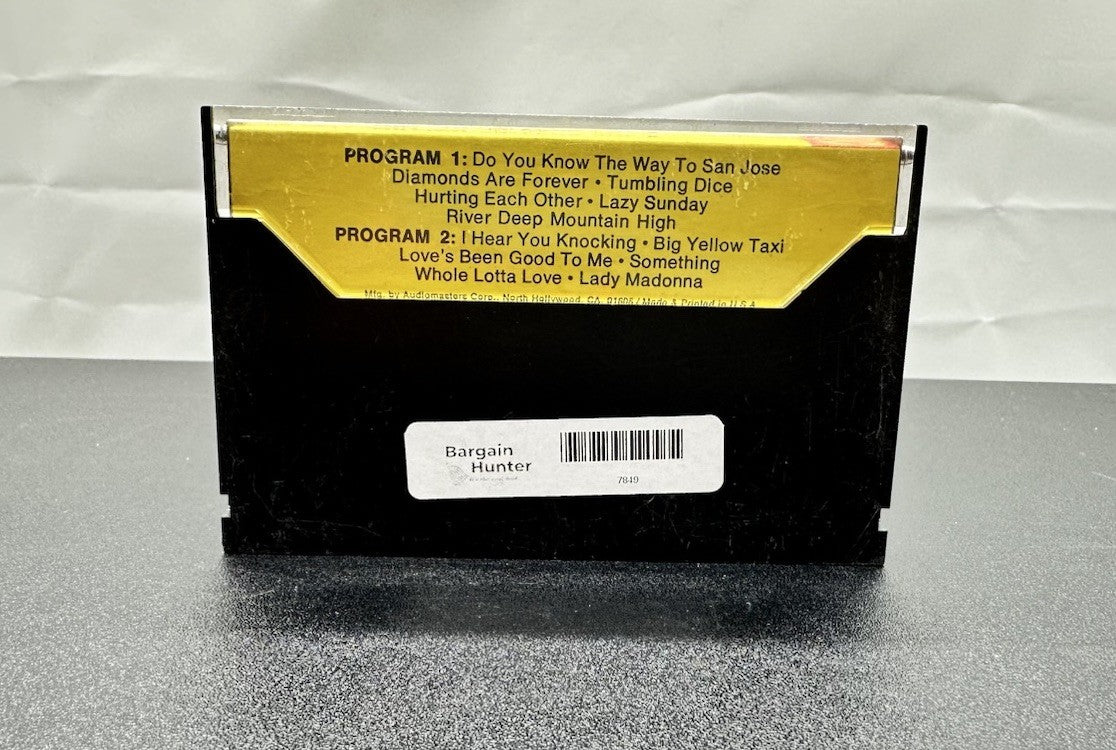 PROGRAM 1: Do You Know The Way To San Jose
Diamonds Are Forever • Tumbling Dice
Hurting Each Other • Lazy Sunday
River Deep Mountain High
PROGRAM 2: I Hear You Knocking • Big Yellow Taxi
Love's Been Good To Me • Something
Whole Lotta Love • Lady Madonna
Mfg. by Audiomasters Corp., North Hollywood, CA. 91605 / Made & Printed in U.S.A.
Bargain
Hunter
7849